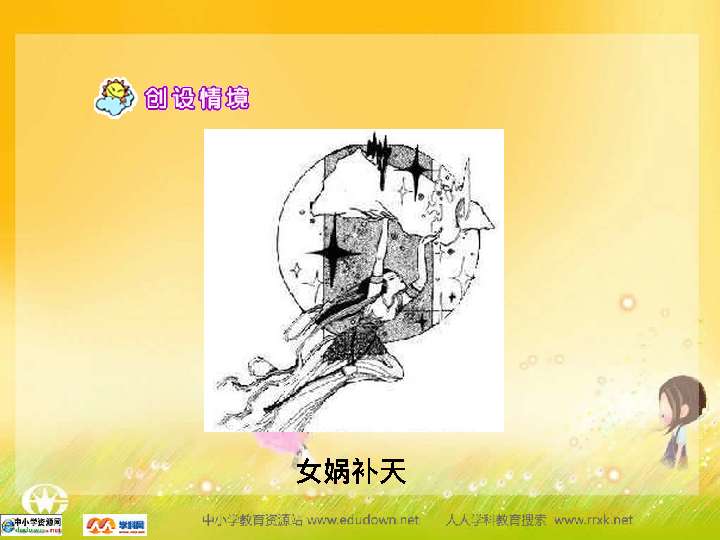 创设情境
女娲补天
中小学资源网
学科网
中小学教育资源站 www.edudown.net 人人学科教育搜索 www.rrxk.net